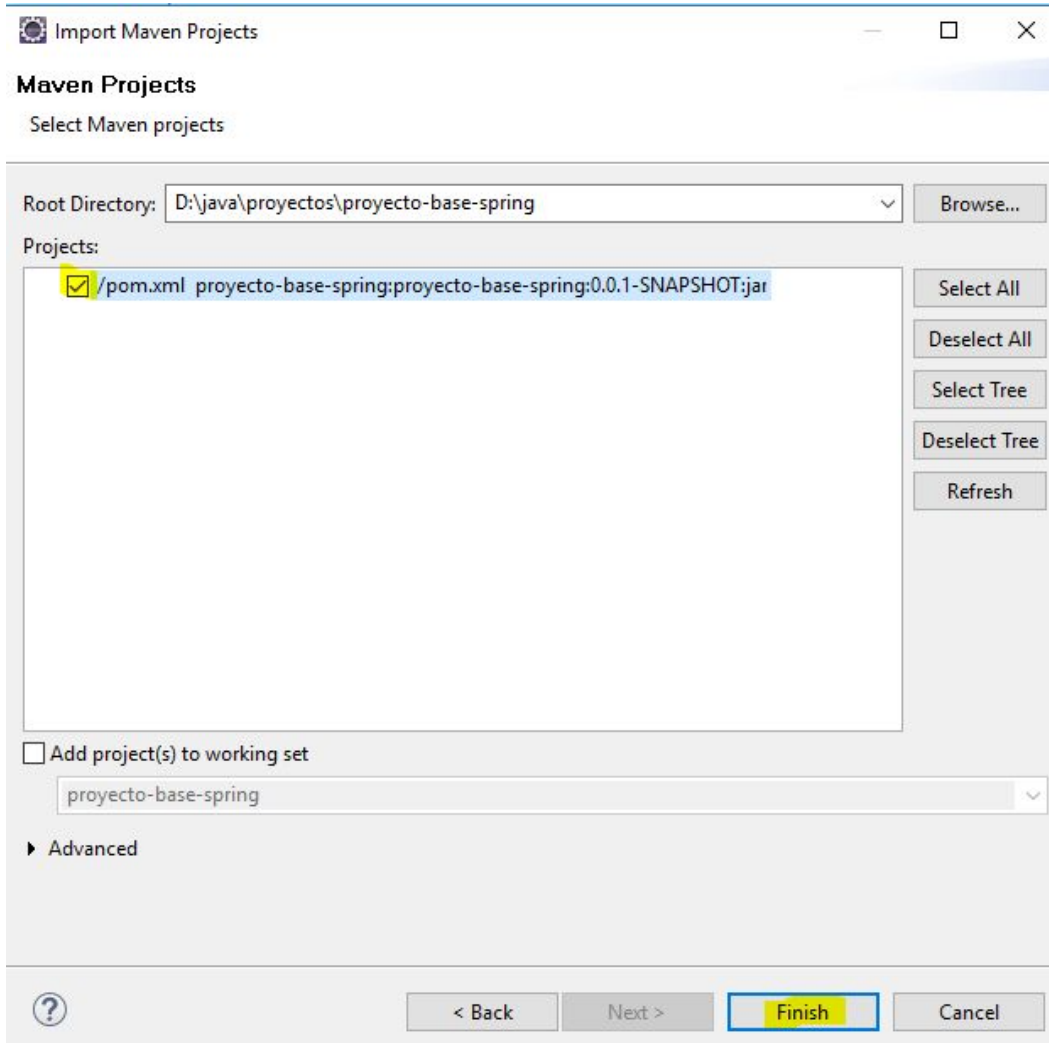 Import Maven Projects
Maven Projects
Select Maven projects
Root Directory: D:\java\proyectos\proyecto-base-spring Browse...
Projects:
/pom.xml proyecto-base-spring:proyecto-base-spring:0.0.1-SNAPSHOT:jar
Select All
Deselect All
Select Tree
Deselect Tree
Refresh
Add project(s) to working set
proyecto-base-spring
Advanced
? < Back Next > Finish Cancel